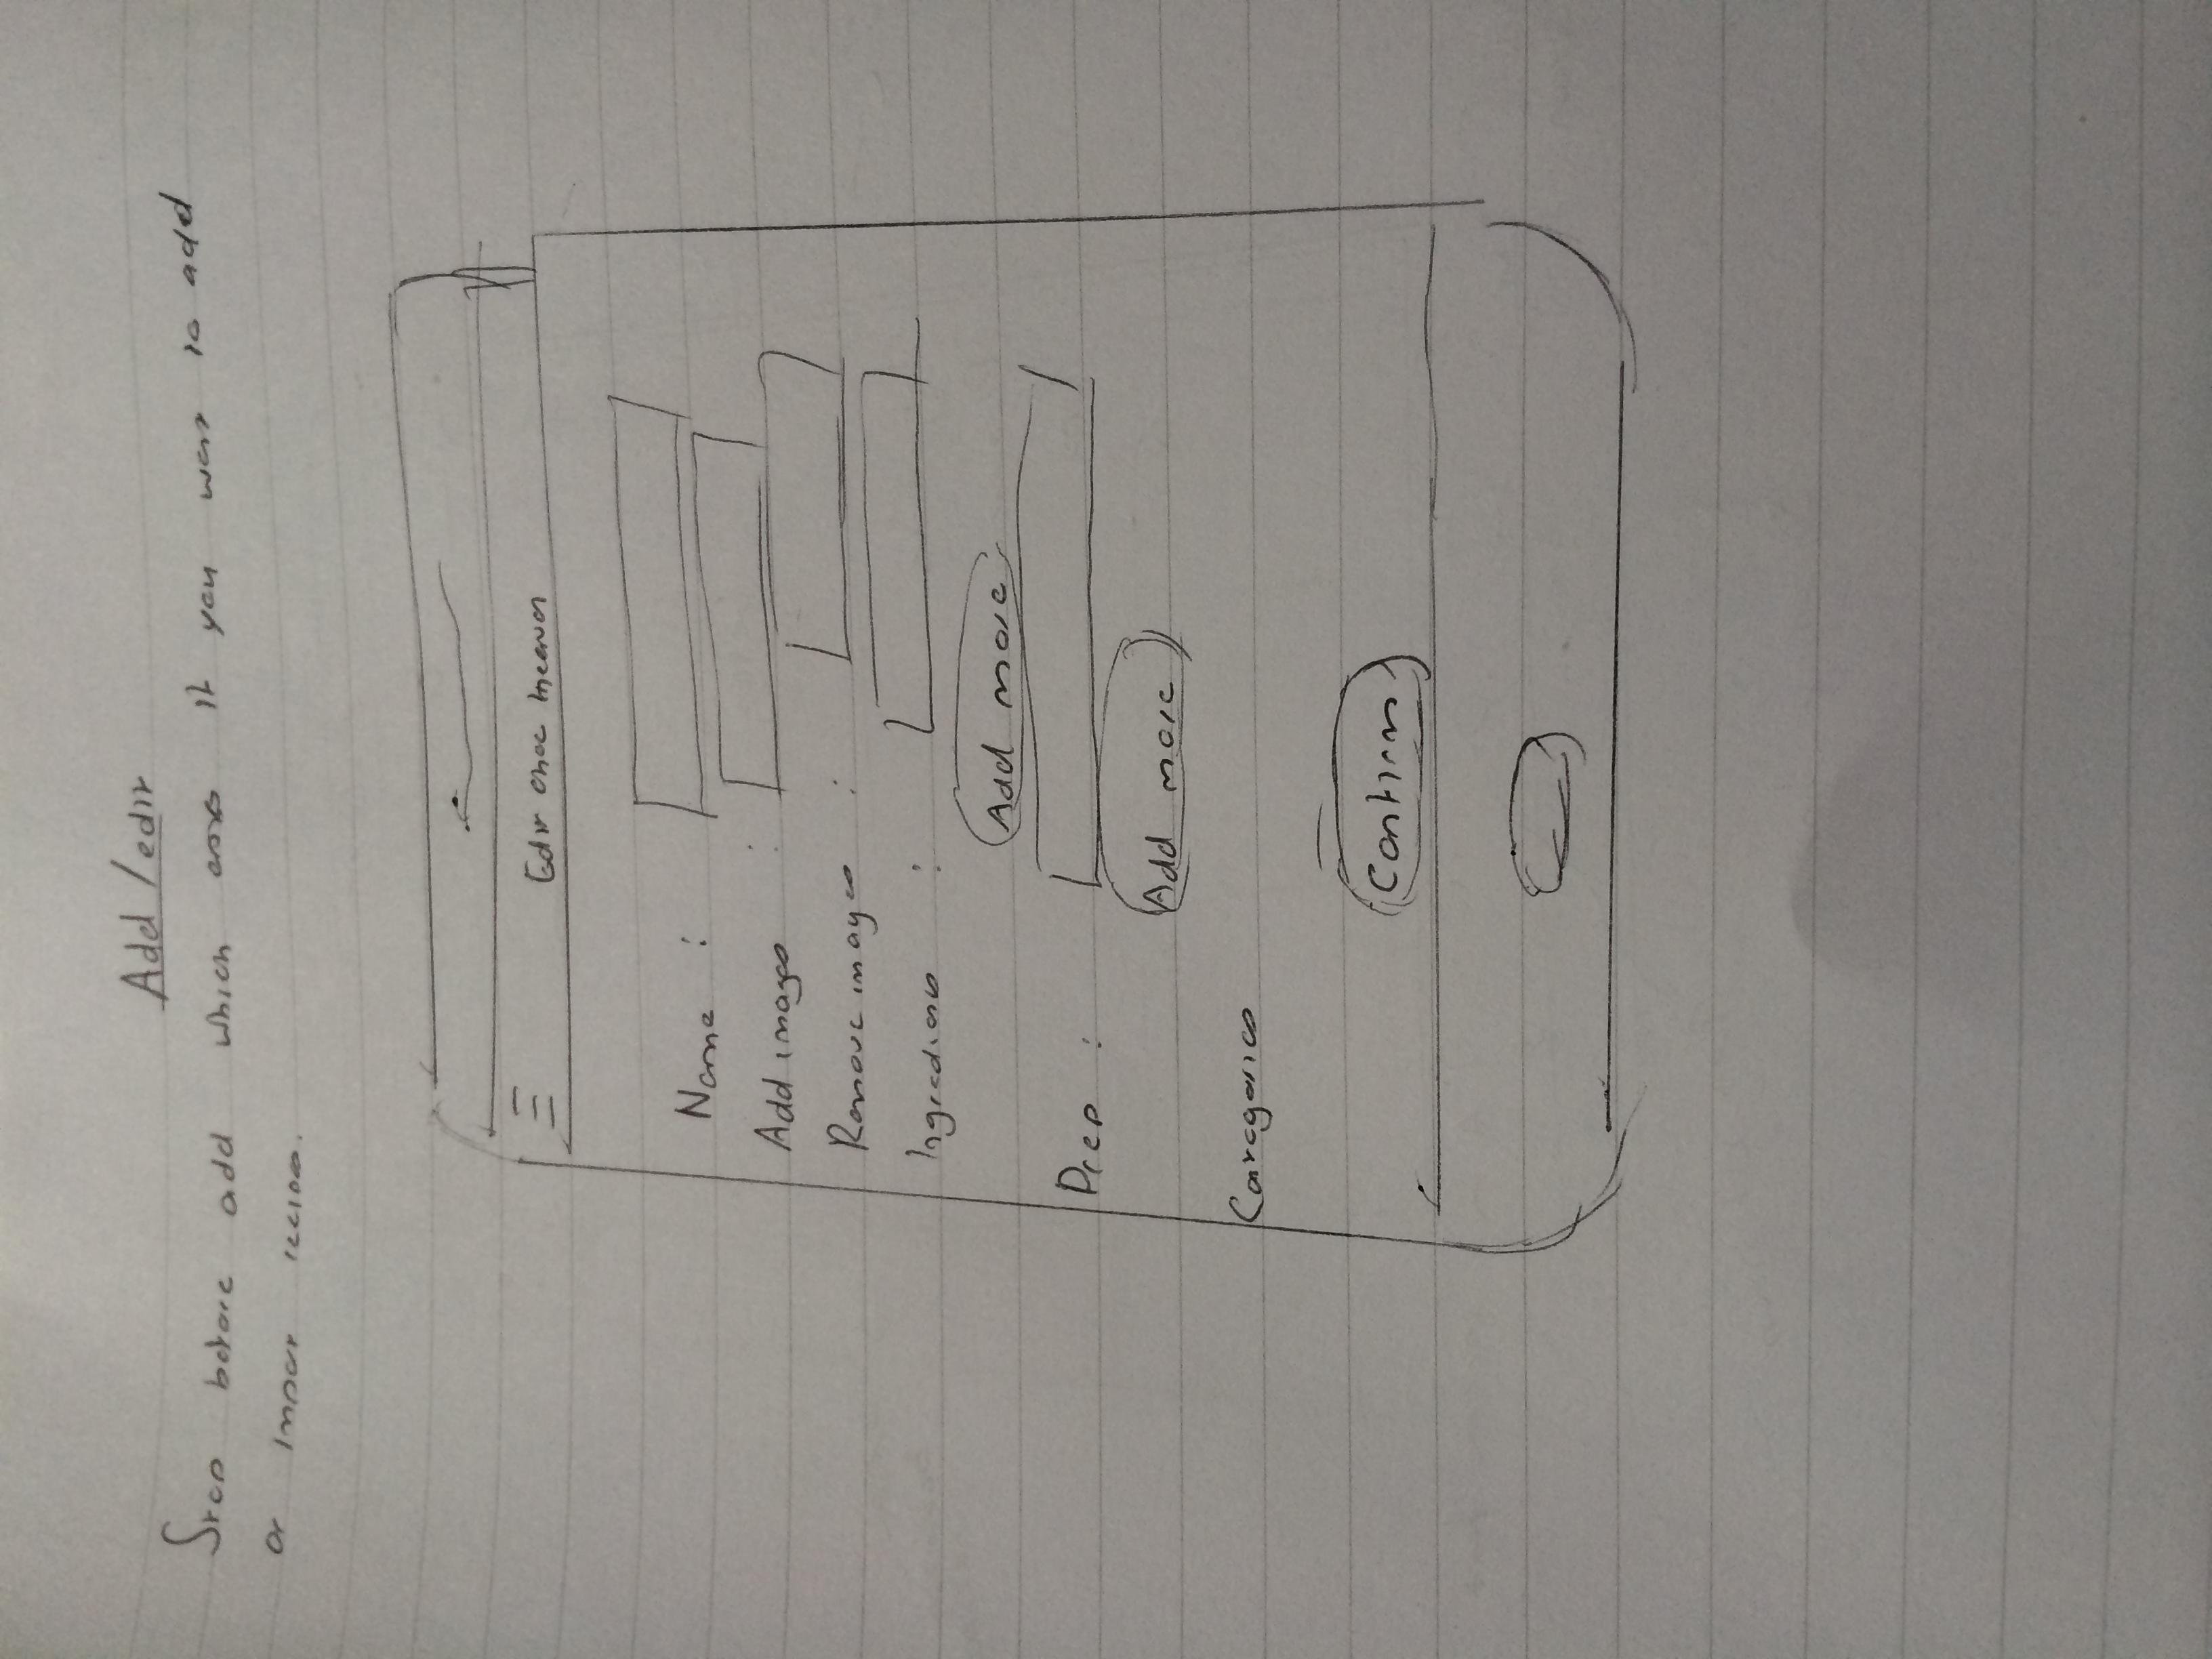 Add / edit
Step before add which asks if you want to add
or import recipes.
Edit choc heaven
Name :
Add images :
Remove images :
Ingredients :
Add more
Prep :
Add more
Categories
Confirm